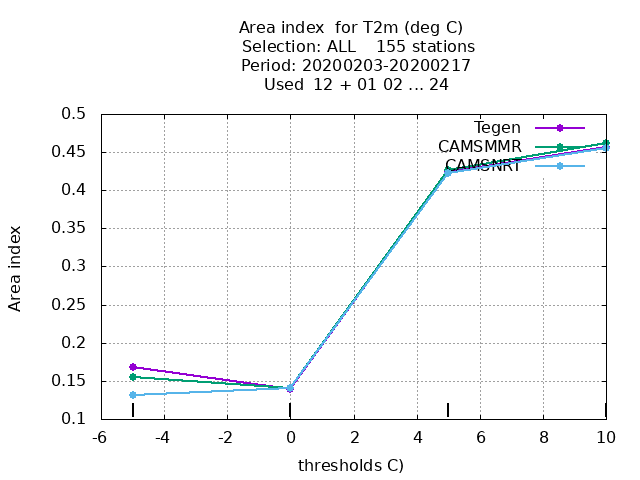 Area index  for T2m (deg C)
Selection: ALL    155 stations
Period: 20200203-20200217
Used  12 + 01 02 ... 24
Tegen
CAMSMMR
CAMSNRT
Area index
0.5
0.45
0.4
0.35
0.3
0.25
0.2
0.15
0.1
-6 -4 -2 0 2 4 6 8 10
thresholds C)